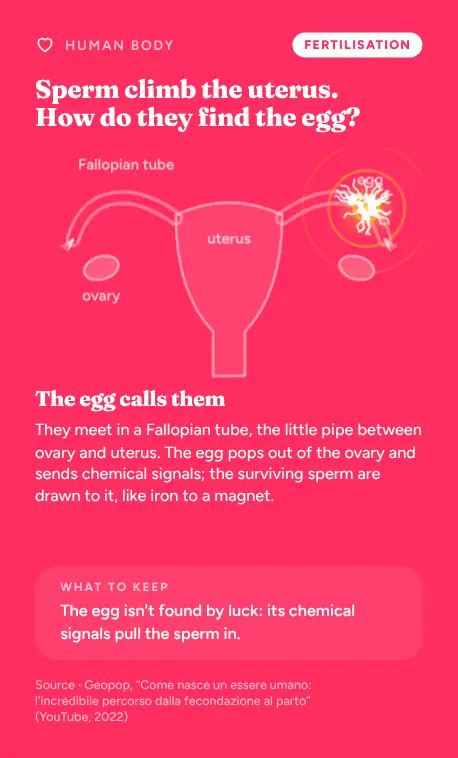 HUMAN BODY
FERTILISATION
Sperm climb the uterus.
How do they find the egg?
Fallopian tube
egg
uterus
ovary
The egg calls them
They meet in a Fallopian tube, the little pipe between
ovary and uterus. The egg pops out of the ovary and
sends chemical signals; the surviving sperm are
drawn to it, like iron to a magnet.
WHAT TO KEEP
The egg isn't found by luck: its chemical
signals pull the sperm in.
Source · Geopop, “Come nasce un essere umano:
l'incredibile percorso dalla fecondazione al parto”
(YouTube, 2022)